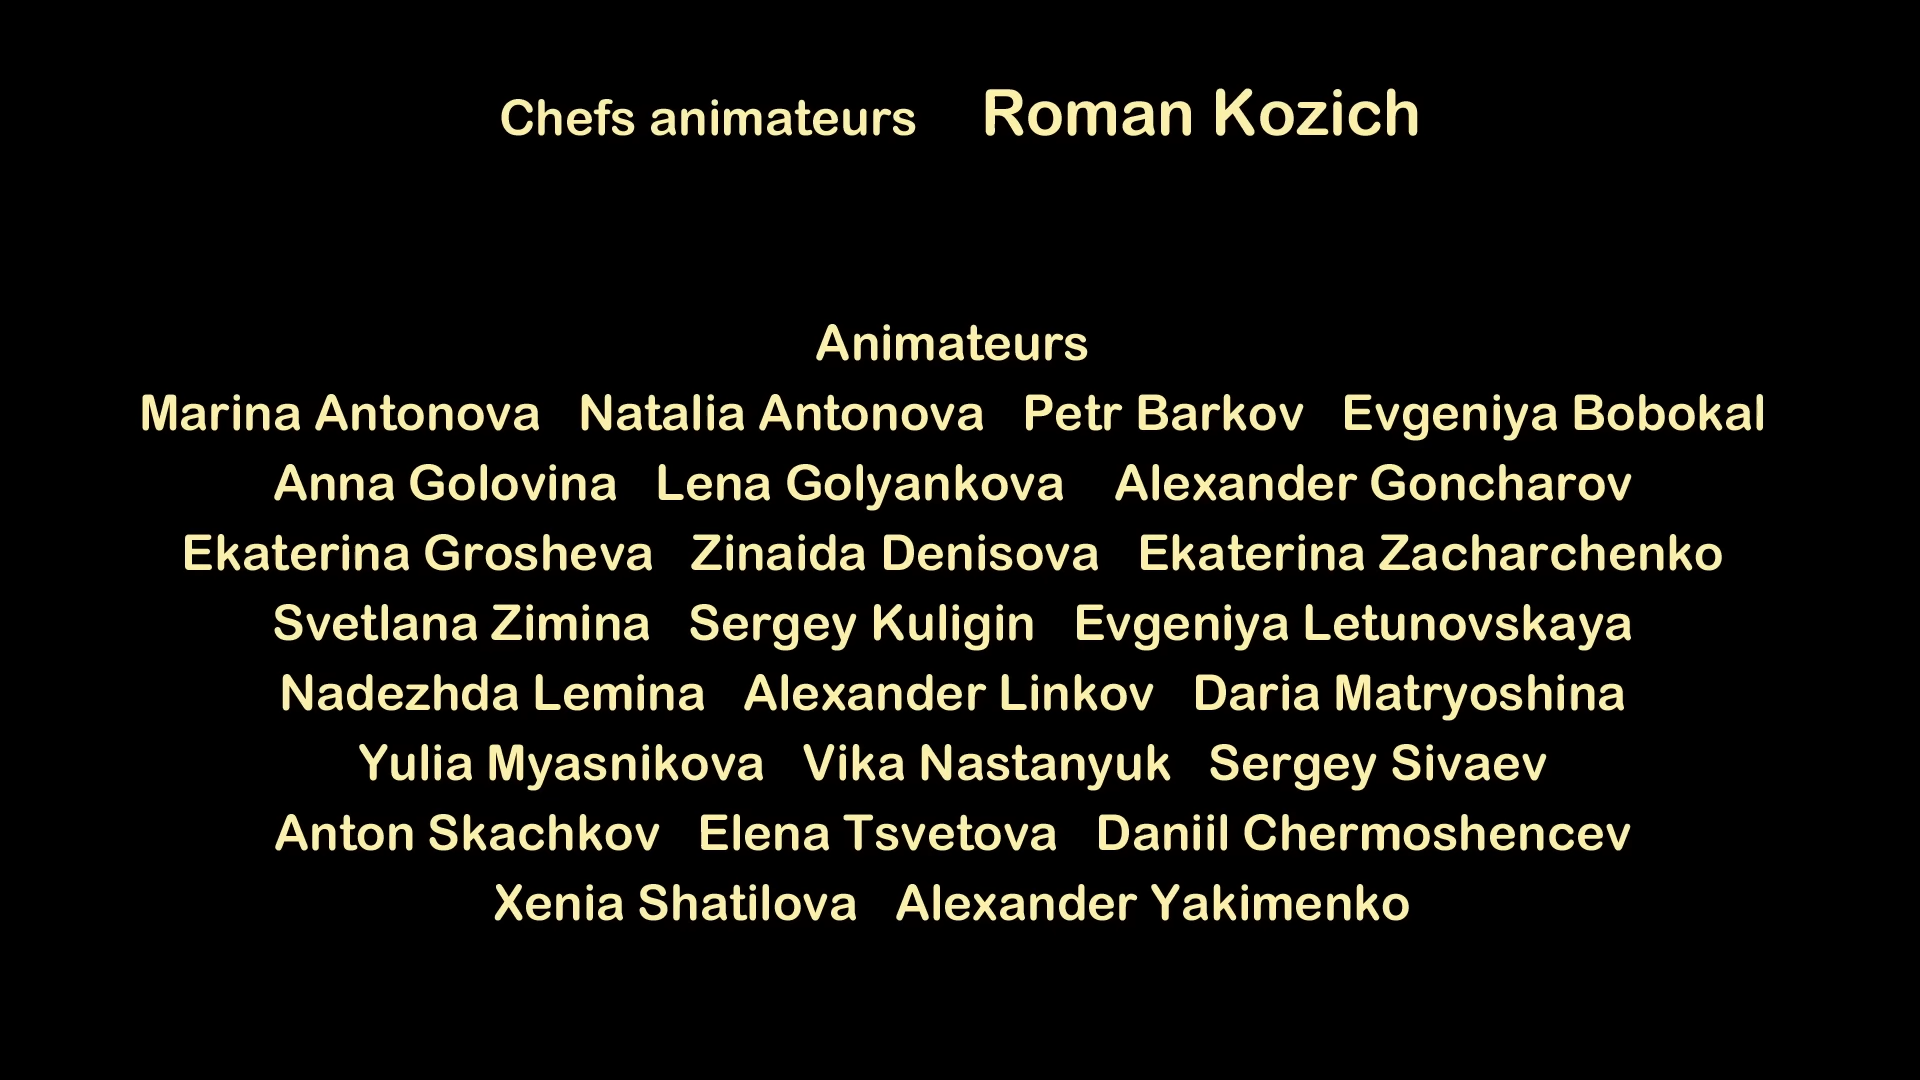 Chefs animateurs Roman Kozich
Animateurs
Marina Antonova Natalia Antonova Petr Barkov Evgeniya Bobokal
Anna Golovina Lena Golyankova Alexander Goncharov
Ekaterina Grosheva Zinaida Denisova Ekaterina Zacharchenko
Svetlana Zimina Sergey Kuligin Evgeniya Letunovskaya
Nadezhda Lemina Alexander Linkov Daria Matryoshina
Yulia Myasnikova Vika Nastanyuk Sergey Sivaev
Anton Skachkov Elena Tsvetova Daniil Chermoshencev
Xenia Shatilova Alexander Yakimenko